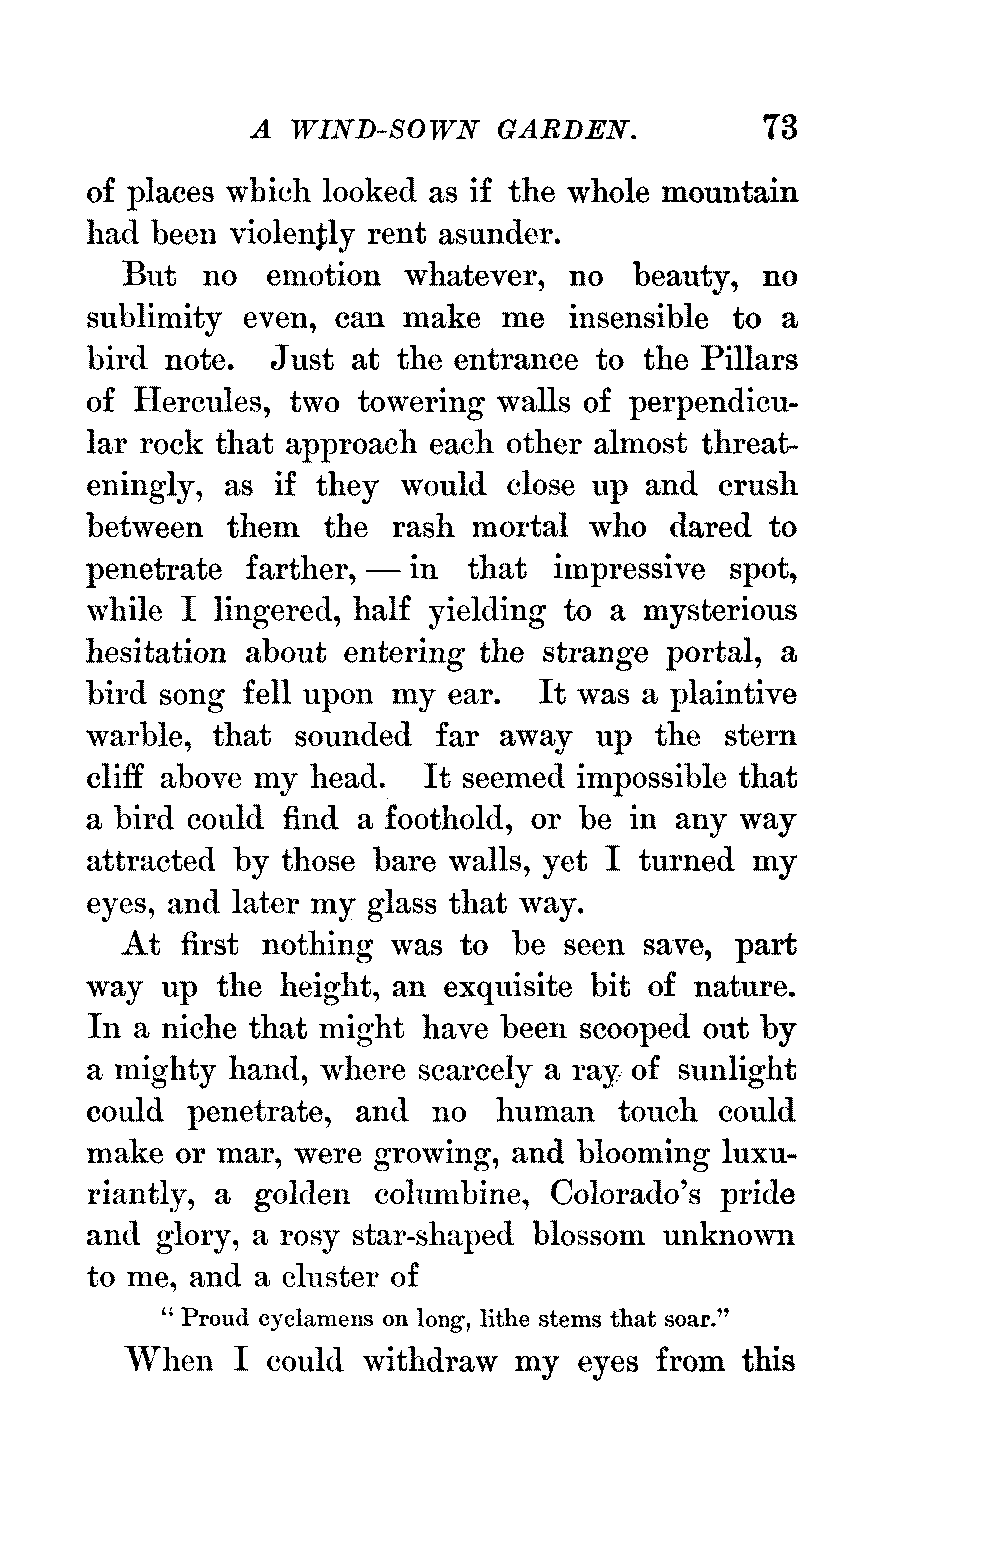 A WIND-SOWN GARDEN. 73
of places which looked as if the whole mountain
had been violently rent asunder.
But no emotion whatever, no beauty, no
sublimity even, can make me insensible to a
bird note. Just at the entrance to the Pillars
of Hercules, two towering walls of perpendicu-
lar rock that approach each other almost threat-
eningly, as if they would close up and crush
between them the rash mortal who dared to
penetrate farther, — in that impressive spot,
while I lingered, half yielding to a mysterious
hesitation about entering the strange portal, a
bird song fell upon my ear. It was a plaintive
warble, that sounded far away up the stern
cliff above my head. It seemed impossible that
a bird could find a foothold, or be in any way
attracted by those bare walls, yet I turned my
eyes, and later my glass that way.
At first nothing was to be seen save, part
way up the height, an exquisite bit of nature.
In a niche that might have been scooped out by
a mighty hand, where scarcely a ray of sunlight
could penetrate, and no human touch could
make or mar, were growing, and blooming luxu-
riantly, a golden columbine, Colorado's pride
and glory, a rosy star-shaped blossom unknown
to me, and a cluster of
“Proud cyclamens on long, lithe stems that soar.”
When I could withdraw my eyes from this